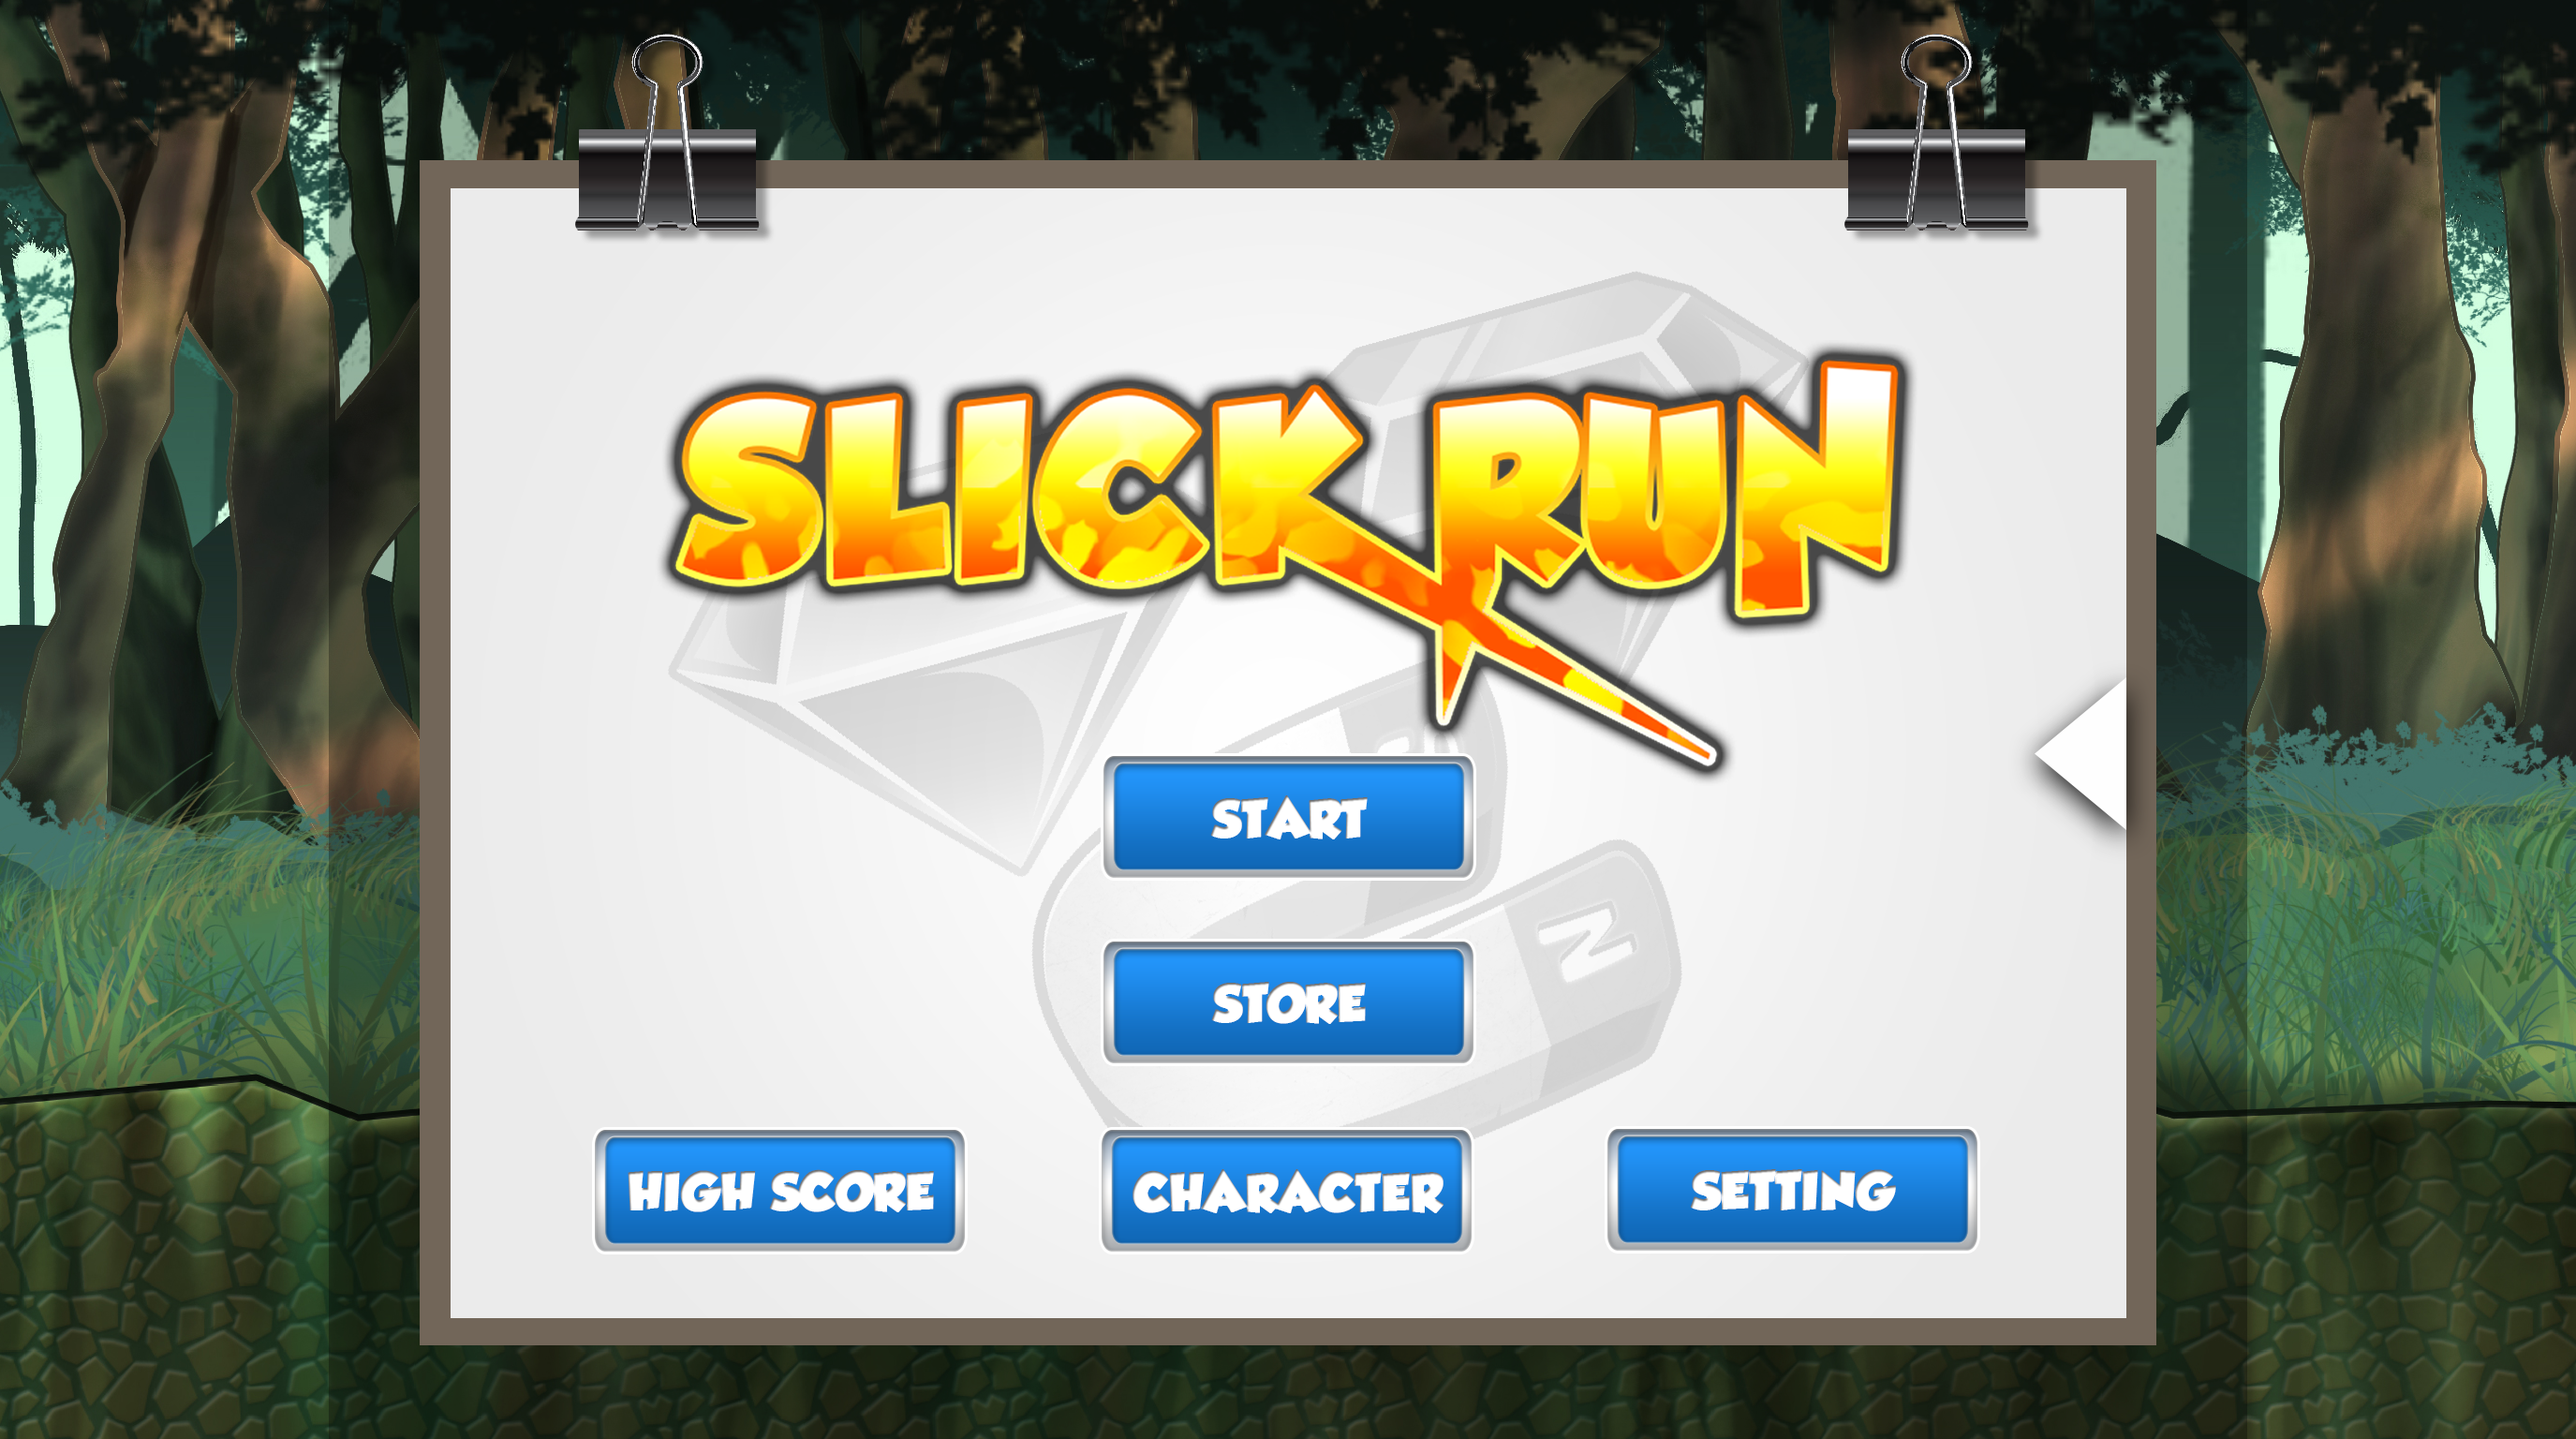 SLICK RUN
START
STORE
N
HIGH SCORE
CHARACTER
SETTING